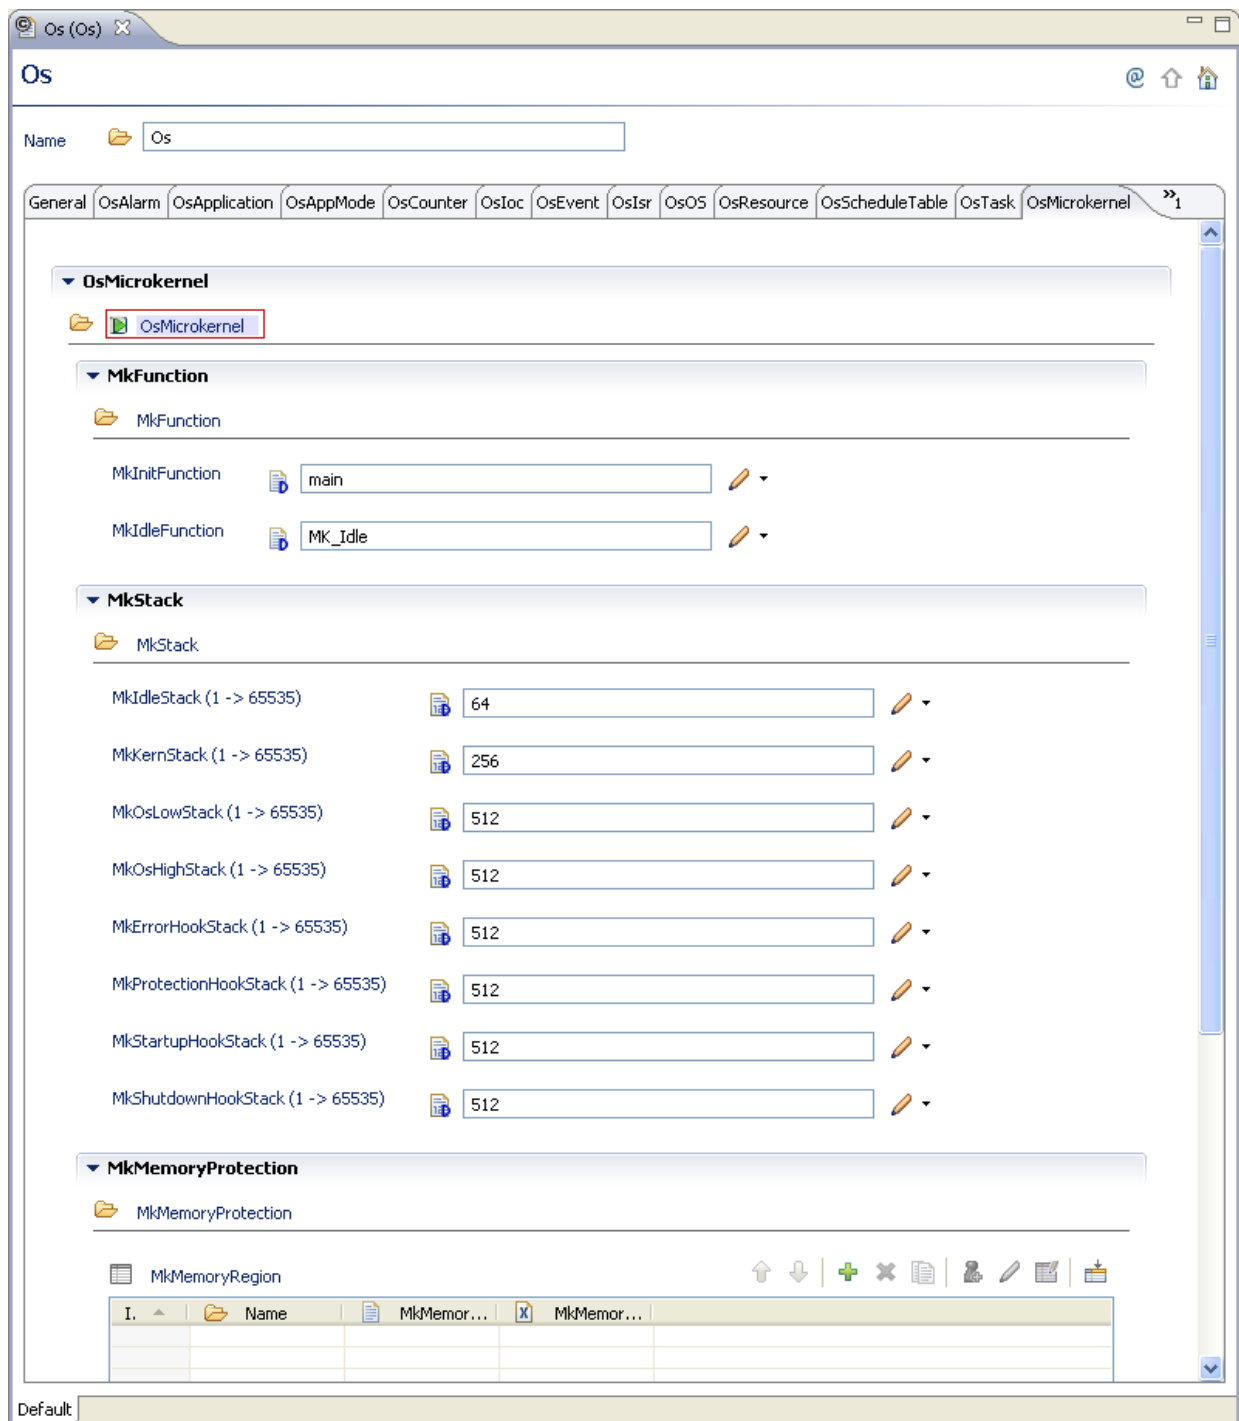 Os (Os)
Os
Name Os
General OsAlarm OsApplication OsAppMode OsCounter OsIoc OsEvent OsIsr OsOS OsResource OsScheduleTable OsTask OsMicrokernel »1
OsMicrokernel
OsMicrokernel
MkFunction
MkFunction
MkInitFunction main
MkIdleFunction MK_Idle
MkStack
MkStack
MkIdleStack (1 -> 65535) 64
MkKernStack (1 -> 65535) 256
MkOsLowStack (1 -> 65535) 512
MkOsHighStack (1 -> 65535) 512
MkErrorHookStack (1 -> 65535) 512
MkProtectionHookStack (1 -> 65535) 512
MkStartupHookStack (1 -> 65535) 512
MkShutdownHookStack (1 -> 65535) 512
MkMemoryProtection
MkMemoryProtection
MkMemoryRegion
I. Name MkMemor... MkMemor...
Default